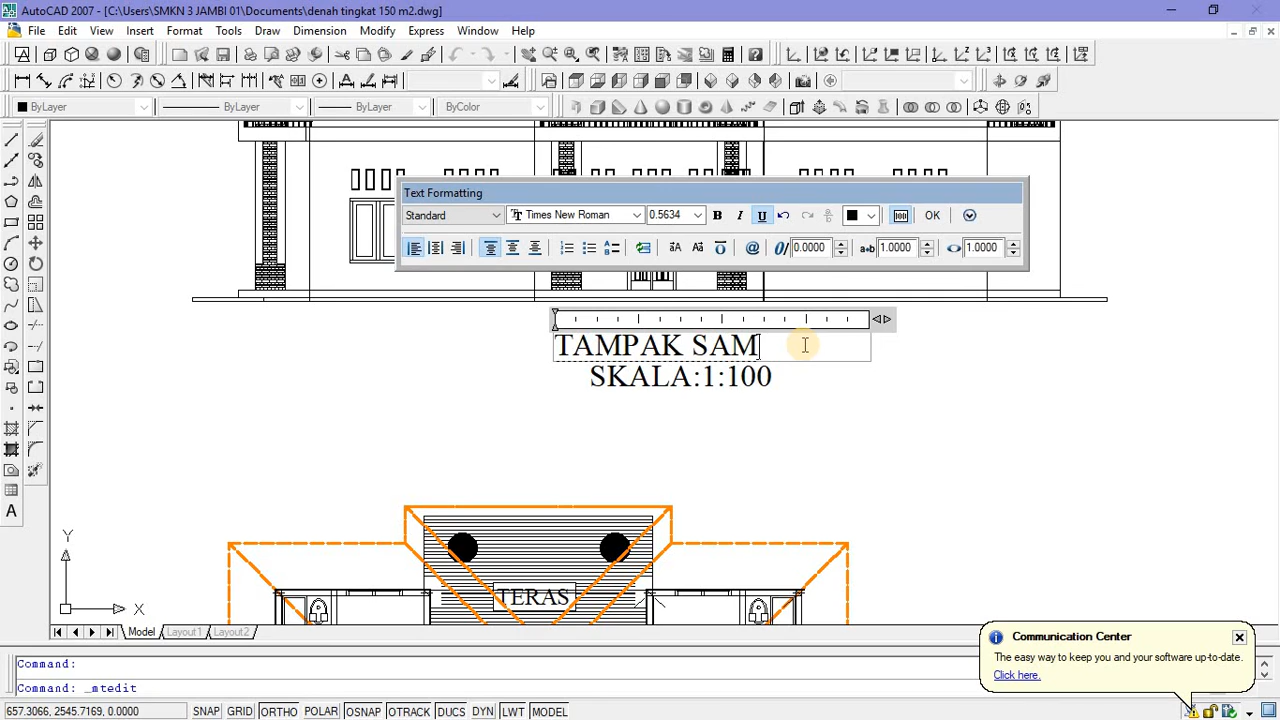 AutoCAD 2007 - [C:\Users\SMKN 3 JAMBI 01\Documents\denah tingkat 150 m2.dwg]
File Edit View Insert Format Tools Draw Dimension Modify Express Window Help
ByLayer ByLayer ByLayer ByColor
Text Formatting
Standard Times New Roman 0.5634 B I U OK
@ 0/ 0.0000 a+b 1.0000 1.0000
TAMPAK SAM
SKALA:1:100
TERAS
Y
X
A
Model Layout1 Layout2
Communication Center
The easy way to keep you and your software up-to-date.
Click here.
Command:
Command: _mtedit
657.3066, 2545.7169, 0.0000 SNAP GRID ORTHO POLAR OSNAP OTRACK DUCS DYN LWT MODEL